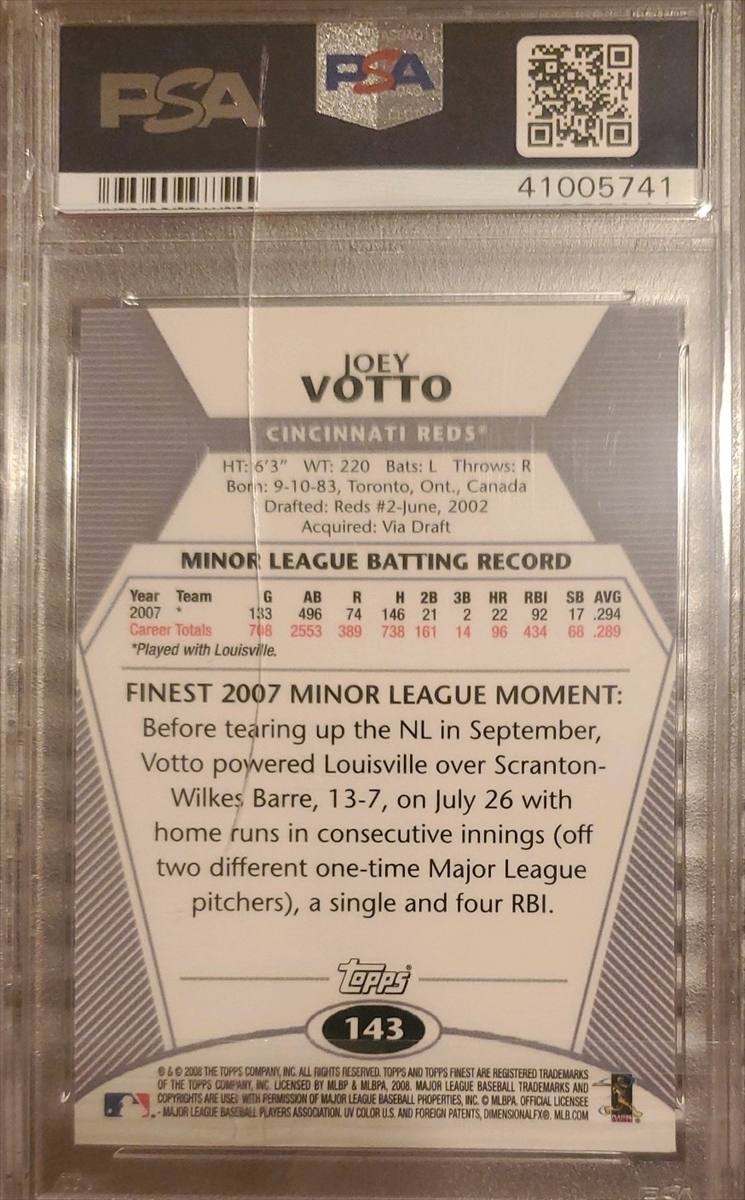 PSA PSA
41005741
JOEY
VOTTO
CINCINNATI REDS®
HT: 6'3" WT: 220 Bats: L Throws: R
Born: 9-10-83, Toronto, Ont., Canada
Drafted: Reds #2-June, 2002
Acquired: Via Draft
MINOR LEAGUE BATTING RECORD
Year Team G AB R H 2B 3B HR RBI SB AVG
2007 * 133 496 74 146 21 2 22 92 17 .294
Career Totals 708 2553 389 738 161 14 96 434 68 .289
*Played with Louisville.
FINEST 2007 MINOR LEAGUE MOMENT:
Before tearing up the NL in September,
Votto powered Louisville over Scranton-
Wilkes Barre, 13-7, on July 26 with
home runs in consecutive innings (off
two different one-time Major League
pitchers), a single and four RBI.
Topps®
143
® & © 2008 THE TOPPS COMPANY, INC. ALL RIGHTS RESERVED. TOPPS AND TOPPS FINEST ARE REGISTERED TRADEMARKS
OF THE TOPPS COMPANY, INC. LICENSED BY MLBP & MLBPA, 2008. MAJOR LEAGUE BASEBALL TRADEMARKS AND
COPYRIGHTS ARE USED WITH PERMISSION OF MAJOR LEAGUE BASEBALL PROPERTIES, INC. © MLBPA. OFFICIAL LICENSEE
- MAJOR LEAGUE BASEBALL PLAYERS ASSOCIATION. UV COLOR U.S. AND FOREIGN PATENTS, DIMENSIONALFX®. MLB.COM